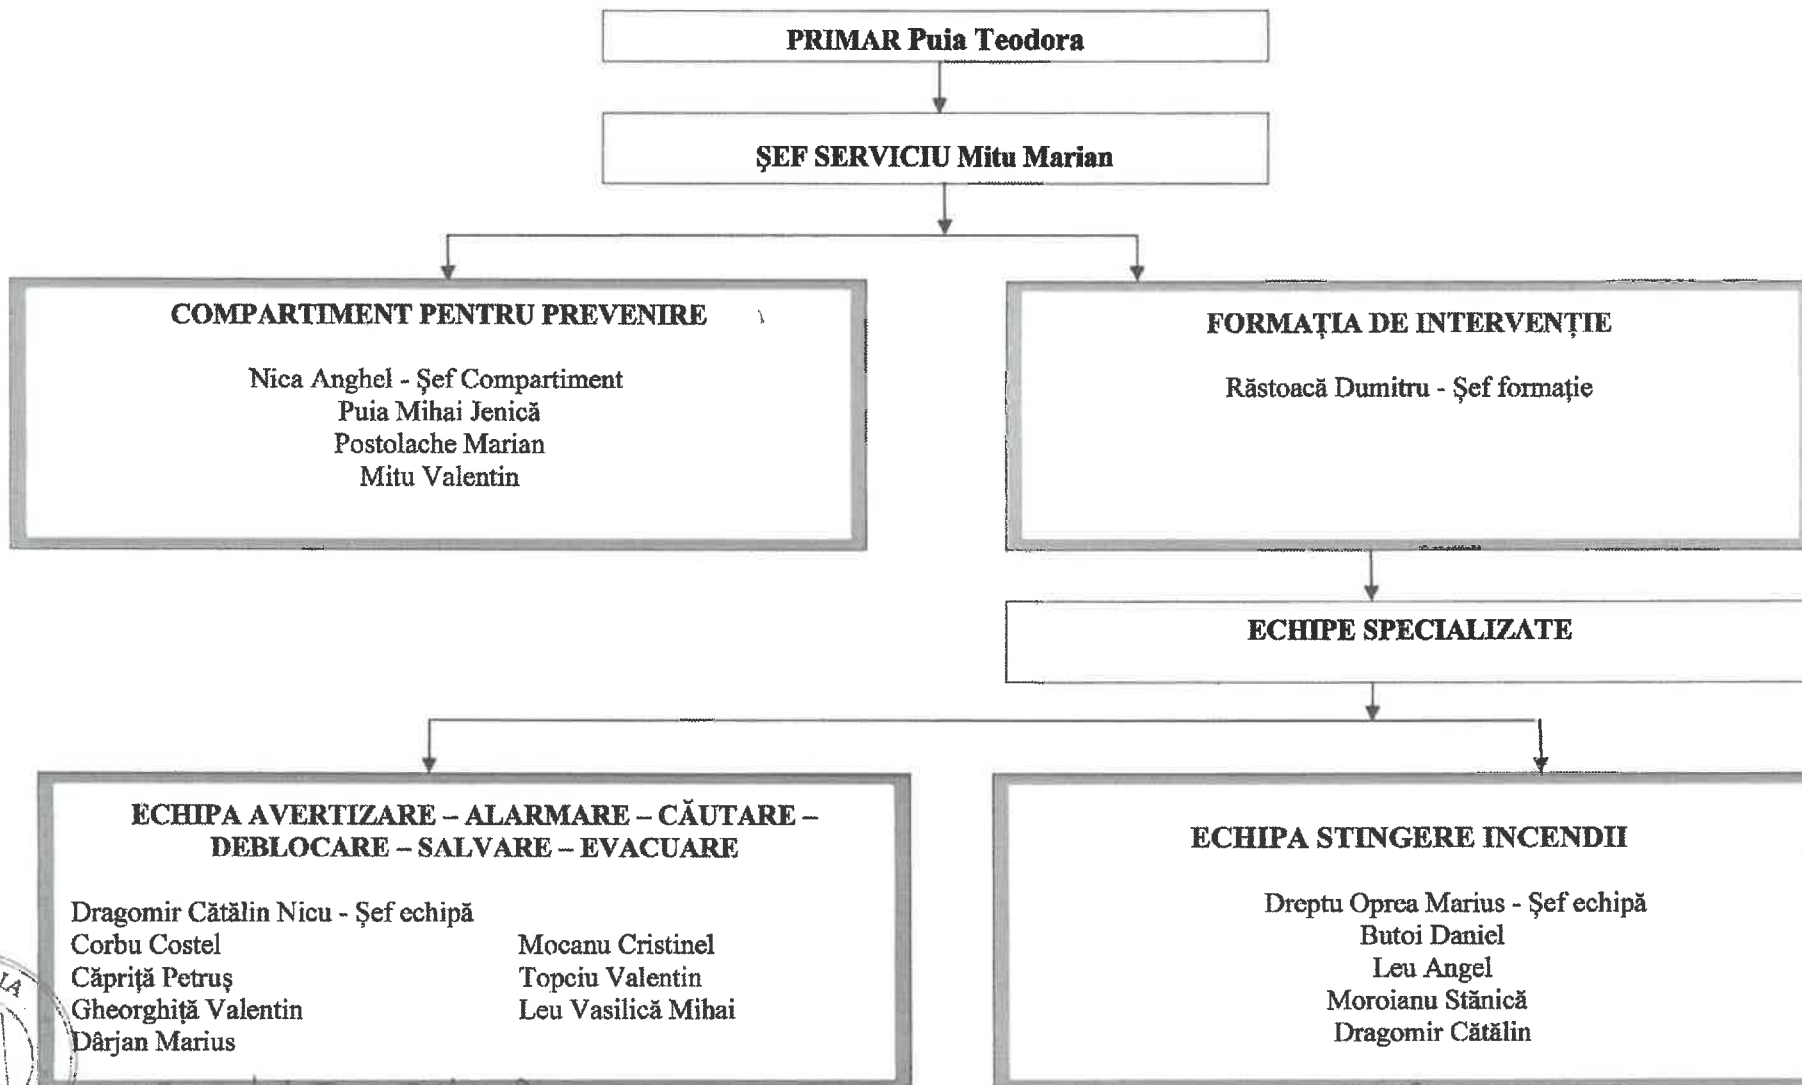 PRIMAR Puia Teodora
ŞEF SERVICIU Mitu Marian
COMPARTIMENT PENTRU PREVENIRE
Nica Anghel - Şef Compartiment
Puia Mihai Jenică
Postolache Marian
Mitu Valentin
FORMAŢIA DE INTERVENŢIE
Răstoacă Dumitru - Şef formaţie
ECHIPE SPECIALIZATE
ECHIPA AVERTIZARE – ALARMARE – CĂUTARE –
DEBLOCARE – SALVARE – EVACUARE
Dragomir Cătălin Nicu - Şef echipă
Corbu Costel
Căpriţă Petruş
Gheorghiţă Valentin
Dârjan Marius
Mocanu Cristinel
Topciu Valentin
Leu Vasilică Mihai
ECHIPA STINGERE INCENDII
Dreptu Oprea Marius - Şef echipă
Butoi Daniel
Leu Angel
Moroianu Stănică
Dragomir Cătălin